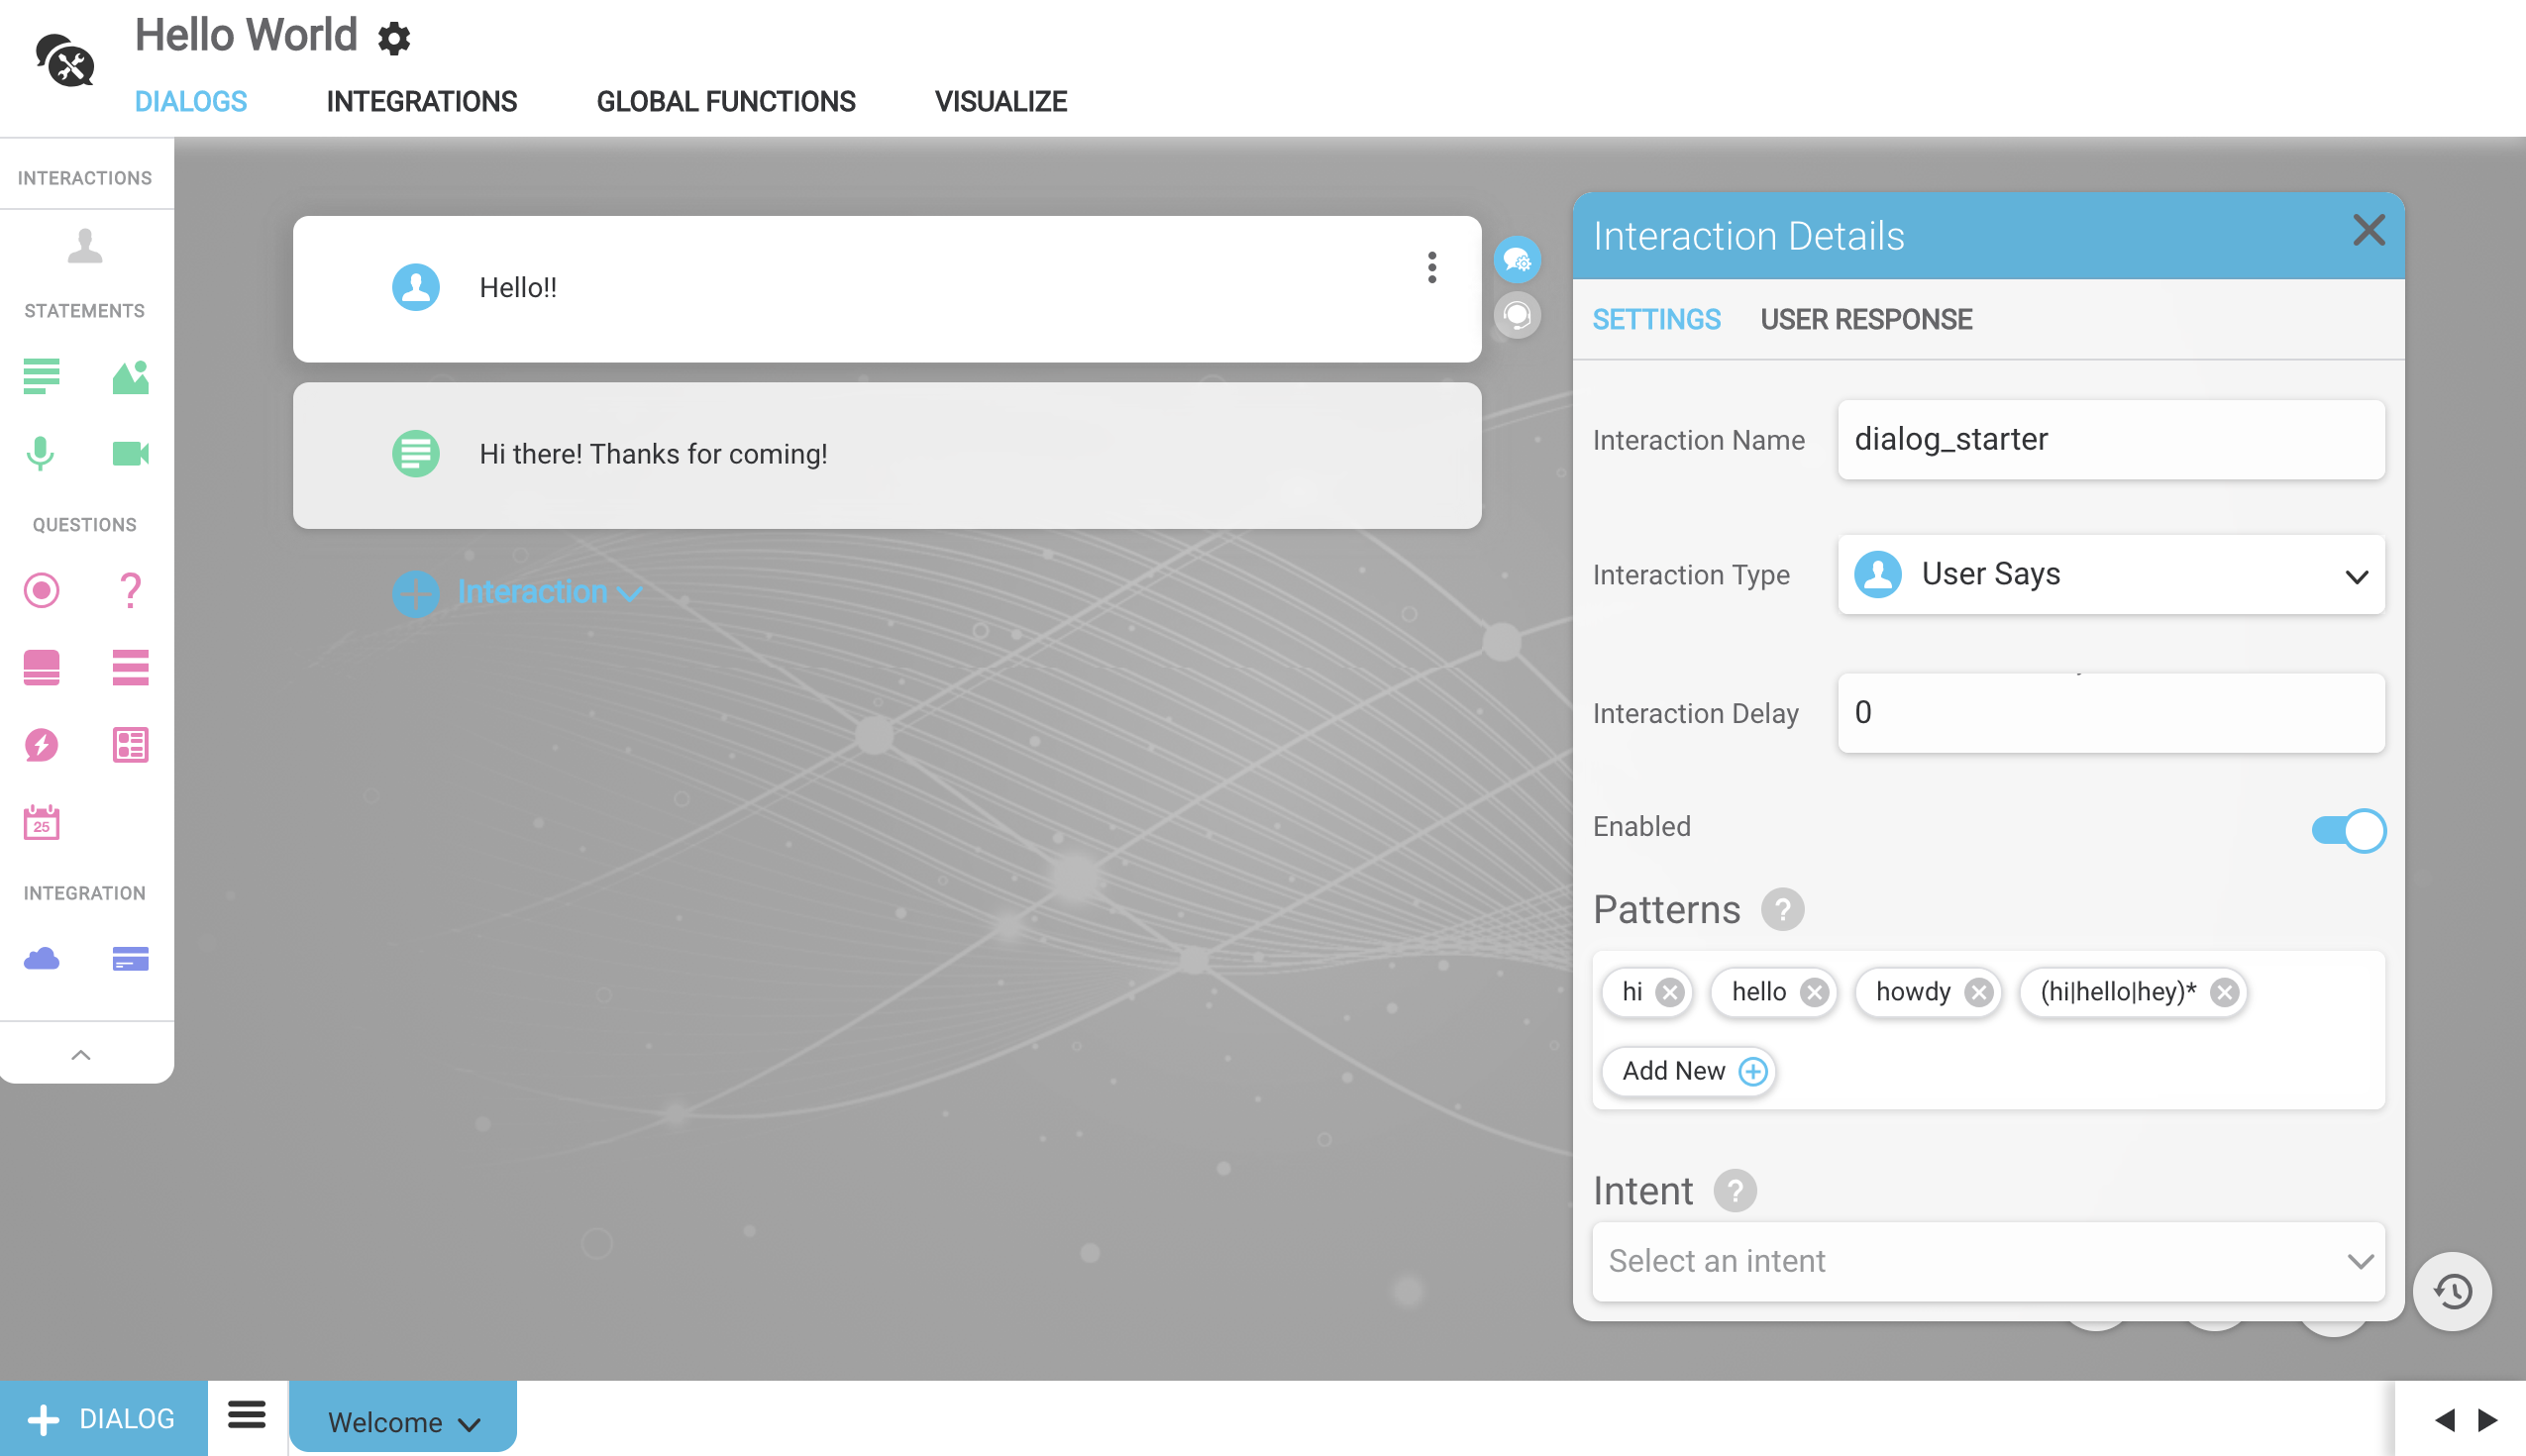 Hello World
DIALOGS INTEGRATIONS GLOBAL FUNCTIONS VISUALIZE
INTERACTIONS
STATEMENTS
QUESTIONS
25
INTEGRATION
Hello!!
Hi there! Thanks for coming!
Interaction
Interaction Details
SETTINGS USER RESPONSE
Interaction Name dialog_starter
Interaction Type User Says
Interaction Delay 0
Enabled
Patterns ?
hi hello howdy (hi|hello|hey)*
Add New
Intent ?
Select an intent
DIALOG Welcome